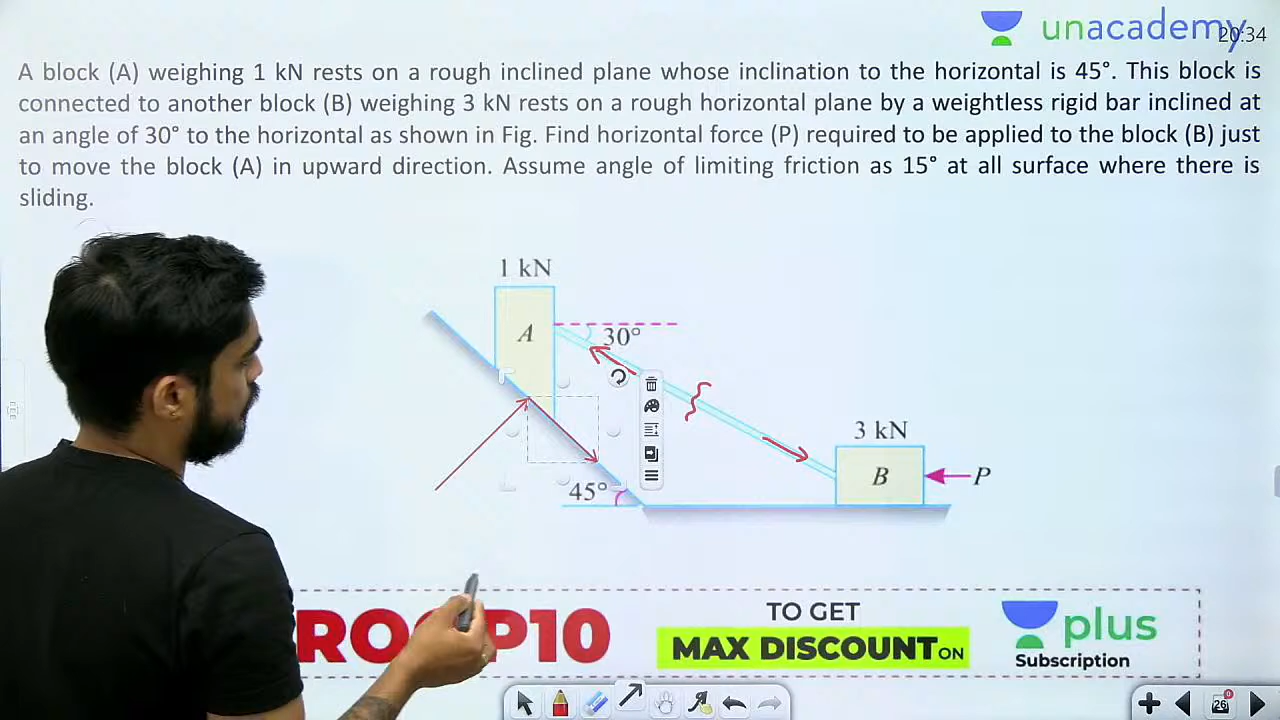 unacademy
20:34
A block (A) weighing 1 kN rests on a rough inclined plane whose inclination to the horizontal is 45°. This block is
connected to another block (B) weighing 3 kN rests on a rough horizontal plane by a weightless rigid bar inclined at
an angle of 30° to the horizontal as shown in Fig. Find horizontal force (P) required to be applied to the block (B) just
to move the block (A) in upward direction. Assume angle of limiting friction as 15° at all surface where there is
sliding.
1 kN
A
30°
3 kN
B
P
45°
TO GET
MAX DISCOUNT ON
plus
Subscription
26
0